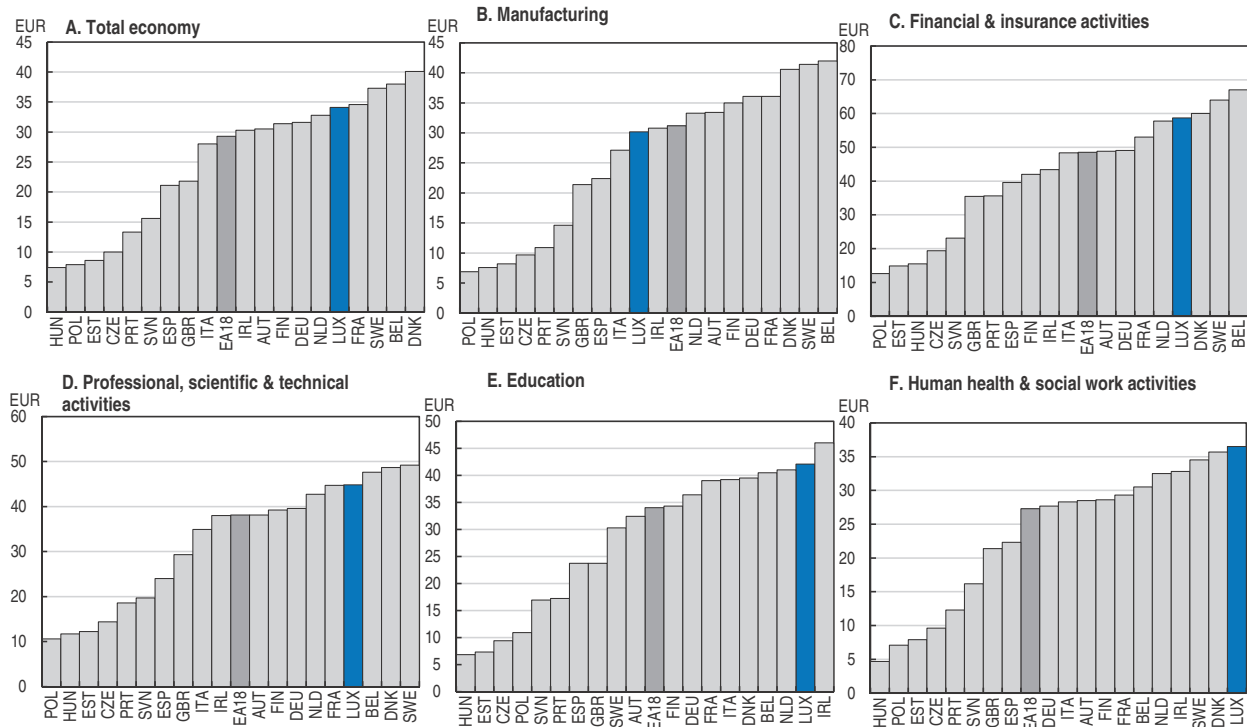 A. Total economy
EUR
45
40
35
30
25
20
15
10
5
0
HUN POL EST CZE PRT SVN ESP GBR ITA EA18 IRL AUT FIN DEU NLD LUX FRA SWE BEL DNK
B. Manufacturing
EUR
45
40
35
30
25
20
15
10
5
0
POL HUN EST CZE PRT SVN GBR ESP ITA LUX IRL EA18 NLD AUT FIN DEU FRA DNK SWE BEL
C. Financial & insurance activities
EUR
80
70
60
50
40
30
20
10
0
POL EST HUN CZE SVN GBR PRT ESP FIN IRL ITA EA18 AUT DEU FRA NLD LUX DNK SWE BEL
D. Professional, scientific & technical
activities
EUR
60
50
40
30
20
10
0
POL HUN EST CZE PRT SVN ESP GBR ITA IRL EA18 AUT FIN DEU NLD FRA LUX BEL DNK SWE
E. Education
EUR
50
45
40
35
30
25
20
15
10
5
0
HUN EST CZE POL SVN PRT ESP GBR SWE AUT EA18 FIN DEU FRA ITA DNK BEL NLD LUX IRL
F. Human health & social work activities
EUR
40
35
30
25
20
15
10
5
0
HUN POL EST CZE PRT SVN GBR ESP EA18 DEU ITA AUT FIN FRA BEL NLD IRL SWE DNK LUX